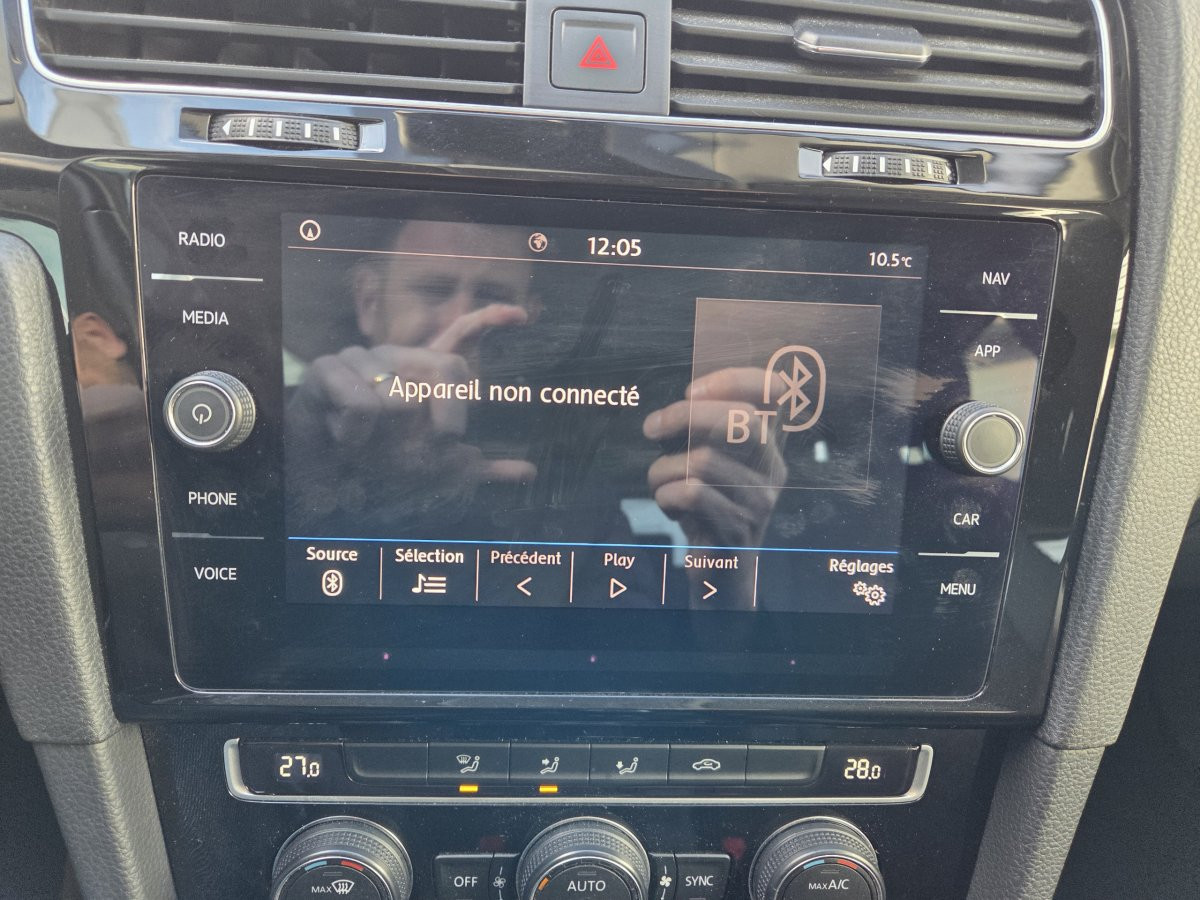 RADIO
MEDIA
PHONE
VOICE
12:05
10.5°C
Appareil non connecté
BT
Source
Sélection
Précédent
Play
Suivant
Réglages
NAV
APP
CAR
MENU
27.0
28.0
MAX
OFF
AUTO
SYNC
MAX A/C